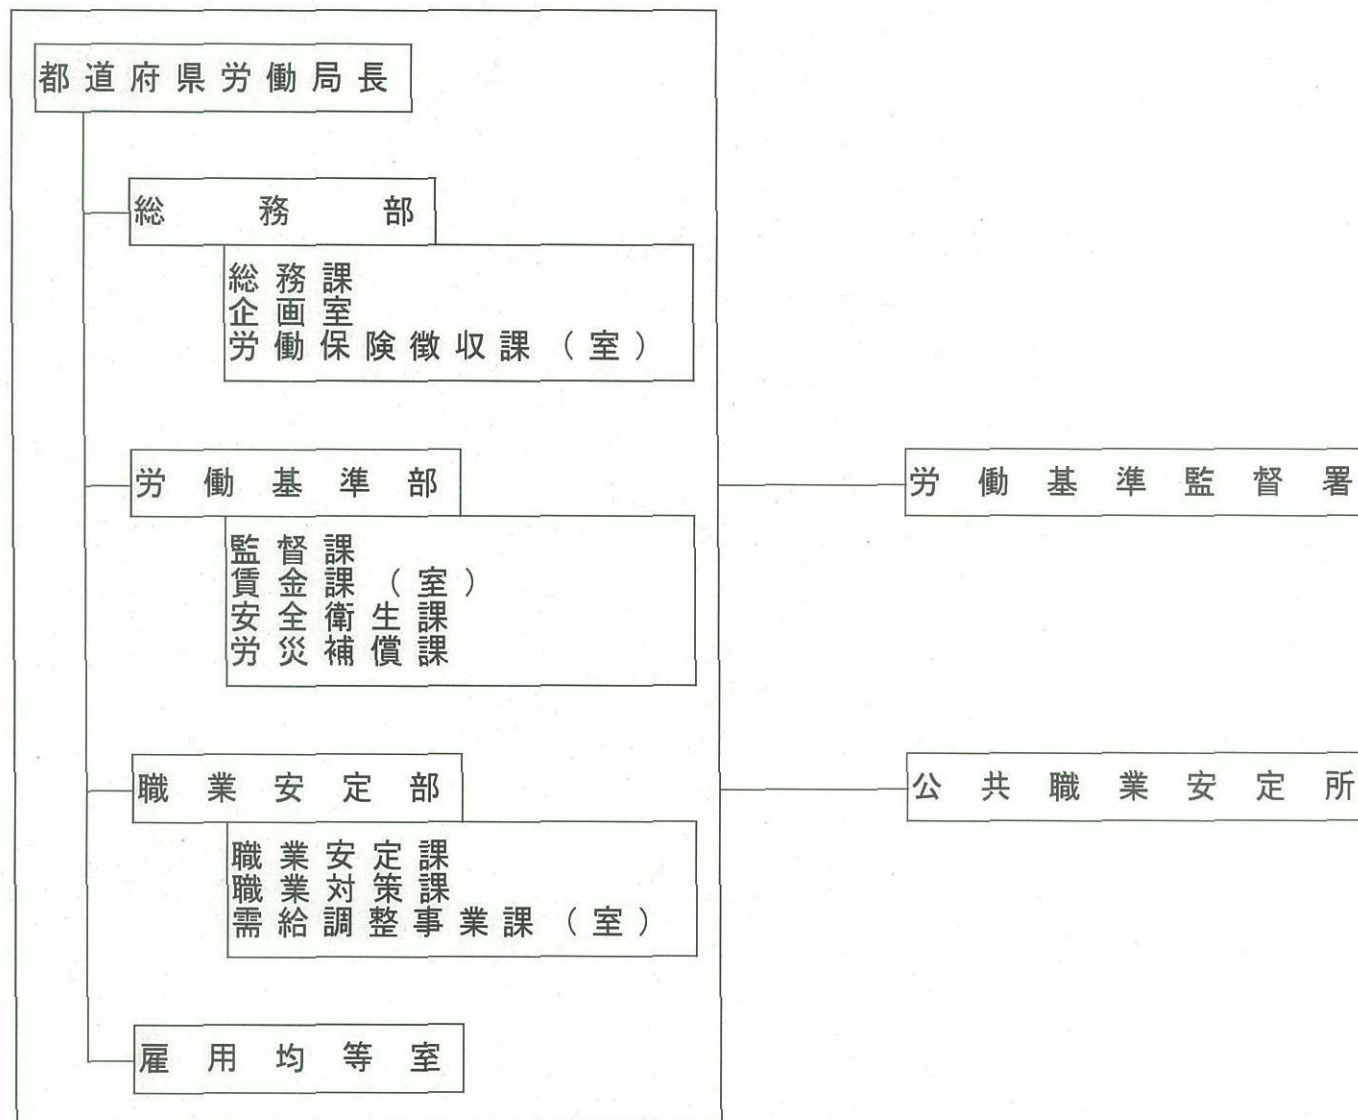 都道府県労働局長
総務部
総務課
企画室
労働保険徴収課（室）
労働基準部
監督課
賃金課（室）
安全衛生課
労災補償課
職業安定部
職業安定課
職業対策課
需給調整事業課（室）
雇用均等室
労働基準監督署
公共職業安定所